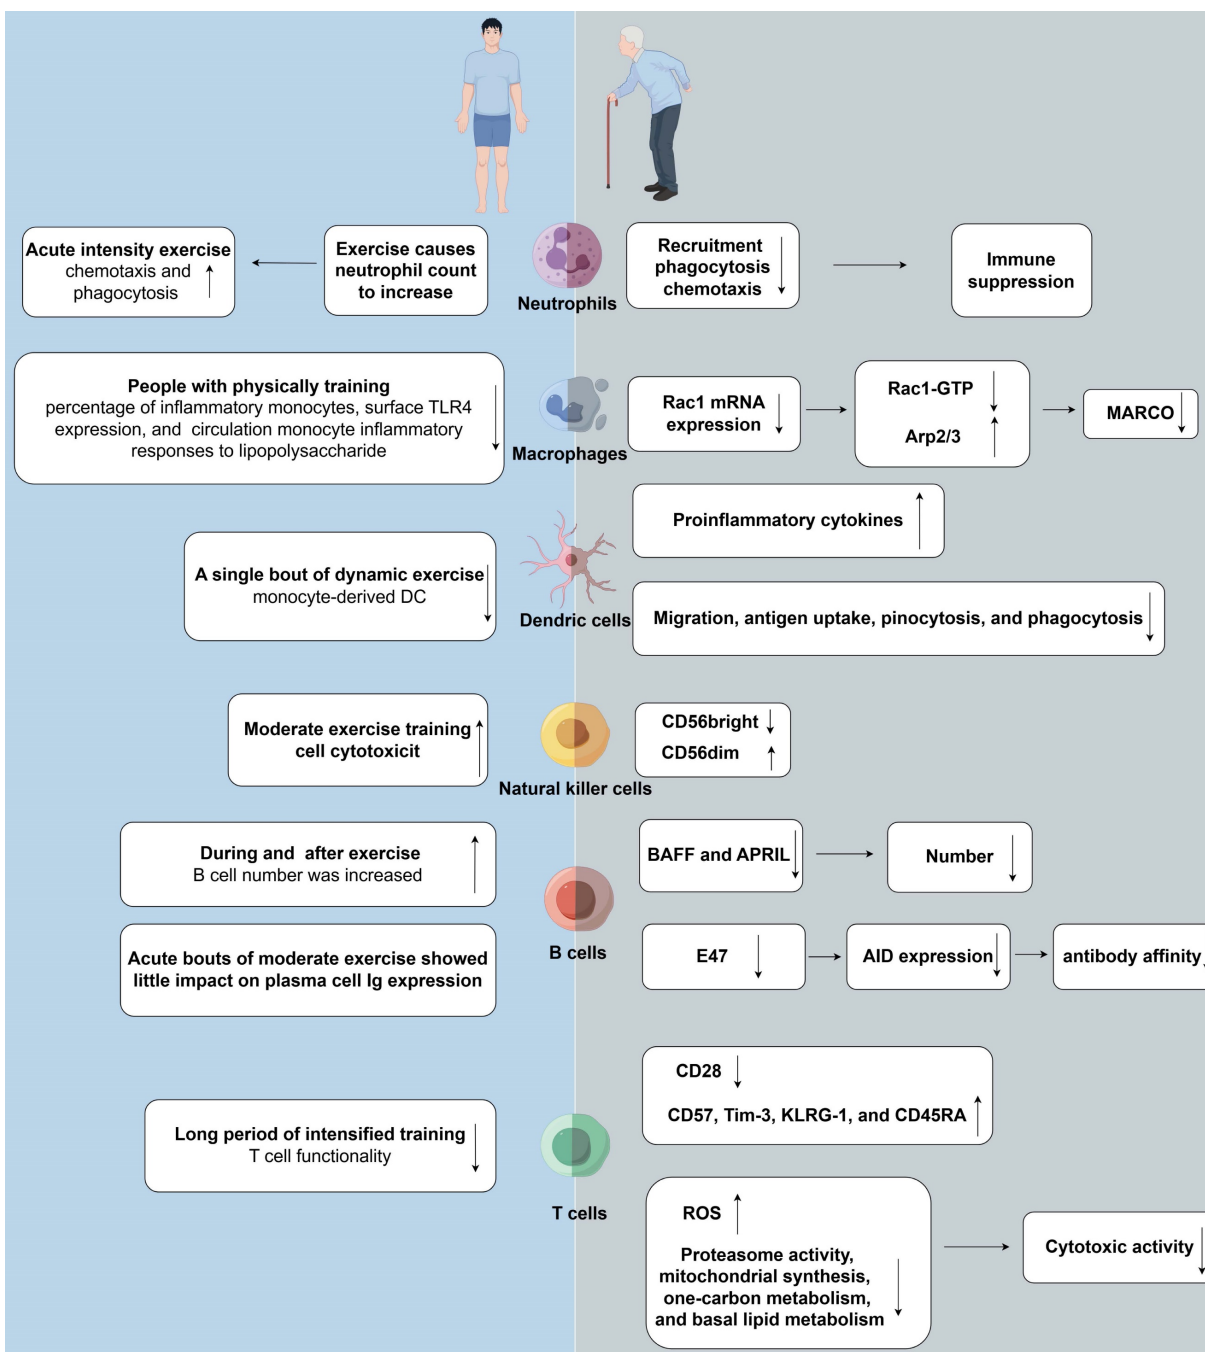 Acute intensity exercise
chemotaxis and
phagocytosis
Exercise causes
neutrophil count
to increase
Neutrophils
Recruitment
phagocytosis
chemotaxis
Immune
suppression
People with physically training
percentage of inflammatory monocytes, surface TLR4
expression, and circulation monocyte inflammatory
responses to lipopolysaccharide
Macrophages
Rac1 mRNA
expression
Rac1-GTP
Arp2/3
MARCO
A single bout of dynamic exercise
monocyte-derived DC
Dendric cells
Proinflammatory cytokines
Migration, antigen uptake, pinocytosis, and phagocytosis
Moderate exercise training
cell cytotoxicit
Natural killer cells
CD56bright
CD56dim
During and after exercise
B cell number was increased
Acute bouts of moderate exercise showed
little impact on plasma cell Ig expression
B cells
BAFF and APRIL
Number
E47
AID expression
antibody affinity
Long period of intensified training
T cell functionality
T cells
CD28
CD57, Tim-3, KLRG-1, and CD45RA
ROS
Proteasome activity,
mitochondrial synthesis,
one-carbon metabolism,
and basal lipid metabolism
Cytotoxic activity